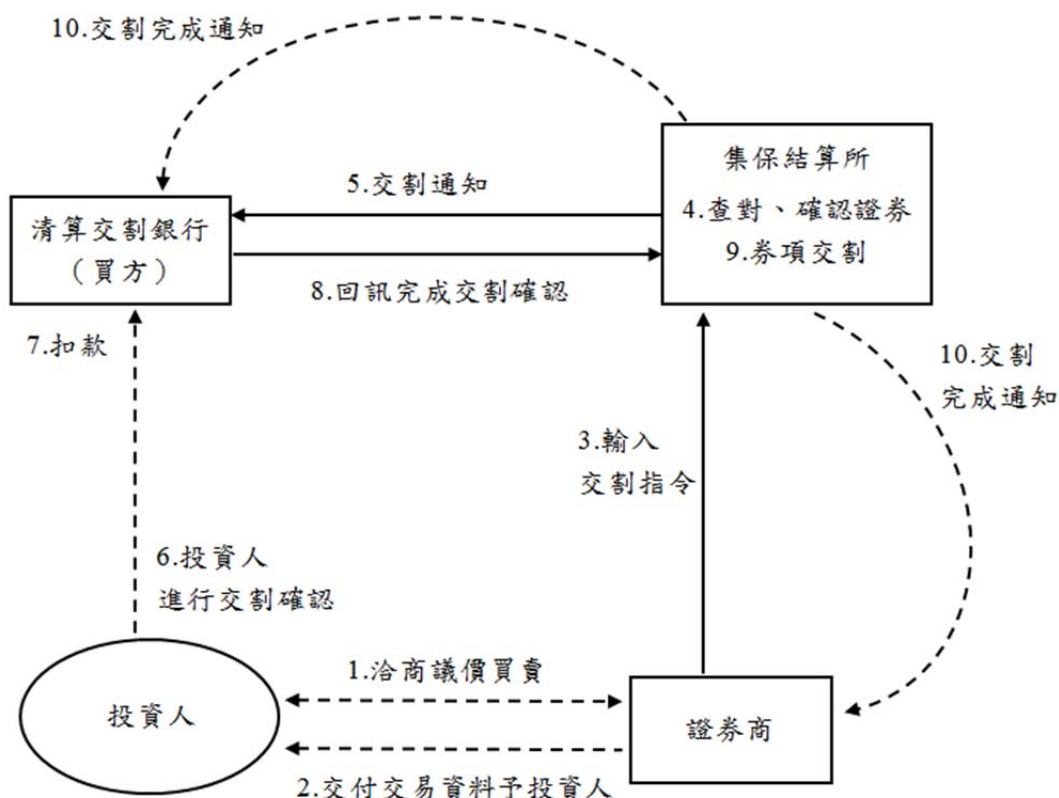 10.交割完成通知
集保結算所
4.查對、確認證券
9.券項交割
5.交割通知
清算交割銀行
（買方）
8.回訊完成交割確認
7.扣款
10.交割
完成通知
3.輸入
交割指令
6.投資人
進行交割確認
1.洽商議價買賣
投資人
證券商
2.交付交易資料予投資人